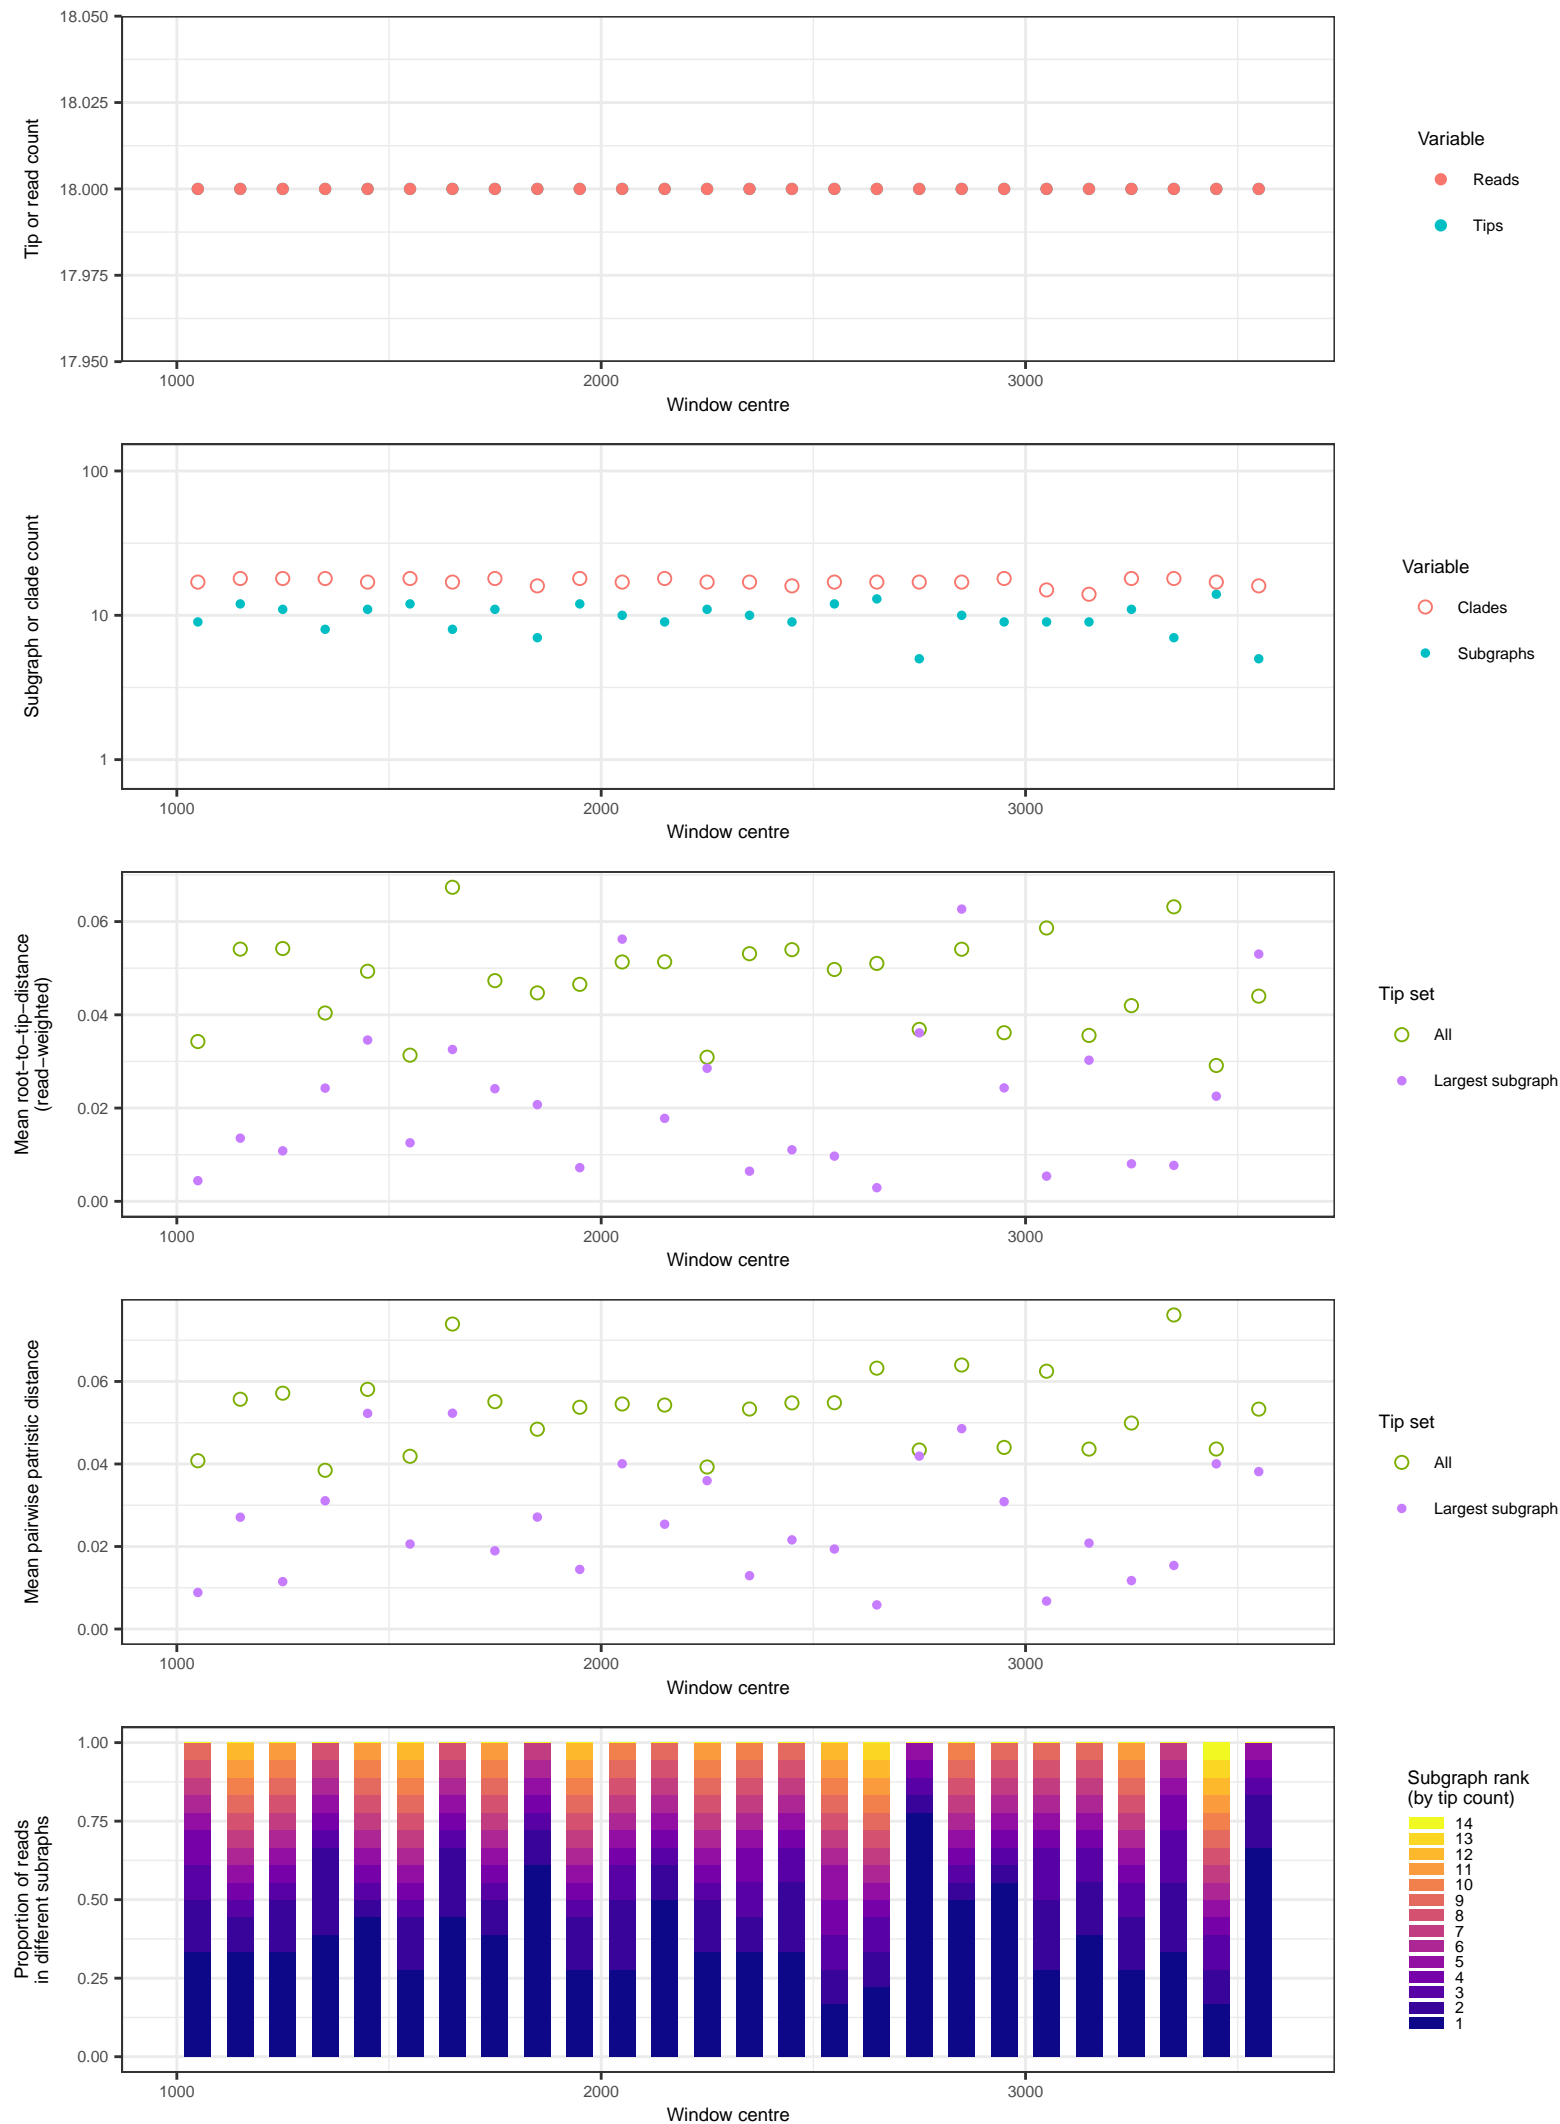 18.050
18.025
18.000
17.975
17.950
Tip or read count
1000
2000
3000
Window centre
Variable
Reads
Tips
100
10
1
Subgraph or clade count
1000
2000
3000
Window centre
Variable
Clades
Subgraphs
0.06
0.04
0.02
0.00
Mean root-to-tip-distance
(read-weighted)
1000
2000
3000
Window centre
Tip set
All
Largest subgraph
0.06
0.04
0.02
0.00
Mean pairwise patristic distance
1000
2000
3000
Window centre
Tip set
All
Largest subgraph
1.00
0.75
0.50
0.25
0.00
Proportion of reads
in different subraphs
1000
2000
3000
Window centre
Subgraph rank
(by tip count)
14
13
12
11
10
9
8
7
6
5
4
3
2
1